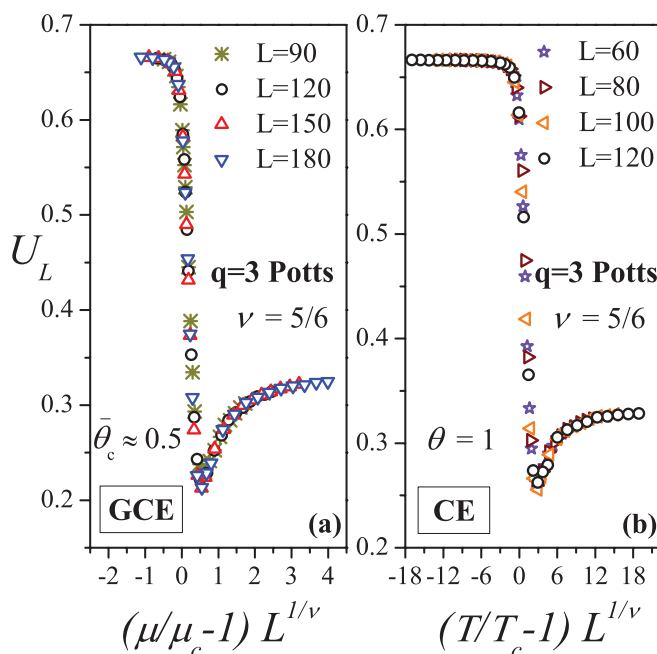 0.7
0.6
0.5
0.4
0.3
0.2
U_L
L=90
L=120
L=150
L=180
q=3 Potts
ν = 5/6
θ̄_c ≈ 0.5
GCE
(a)
-2 -1 0 1 2 3 4
(μ/μ_c-1) L^{1/ν}
0.7
0.6
0.5
0.4
0.3
0.2
L=60
L=80
L=100
L=120
q=3 Potts
ν = 5/6
θ = 1
CE
(b)
-18 -12 -6 0 6 12 18
(T/T_c-1) L^{1/ν}